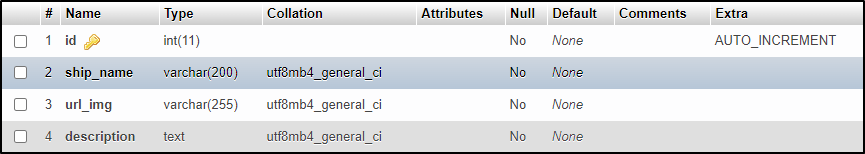 # Name Type Collation Attributes Null Default Comments Extra
1 id int(11) No None AUTO_INCREMENT
2 ship_name varchar(200) utf8mb4_general_ci No None
3 url_img varchar(255) utf8mb4_general_ci No None
4 description text utf8mb4_general_ci No None